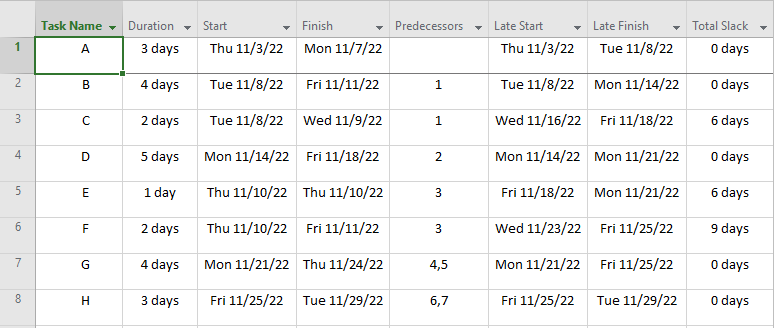 Task Name Duration Start Finish Predecessors Late Start Late Finish Total Slack
1 A 3 days Thu 11/3/22 Mon 11/7/22 Thu 11/3/22 Tue 11/8/22 0 days
2 B 4 days Tue 11/8/22 Fri 11/11/22 1 Tue 11/8/22 Mon 11/14/22 0 days
3 C 2 days Tue 11/8/22 Wed 11/9/22 1 Wed 11/16/22 Fri 11/18/22 6 days
4 D 5 days Mon 11/14/22 Fri 11/18/22 2 Mon 11/14/22 Mon 11/21/22 0 days
5 E 1 day Thu 11/10/22 Thu 11/10/22 3 Fri 11/18/22 Mon 11/21/22 6 days
6 F 2 days Thu 11/10/22 Fri 11/11/22 3 Wed 11/23/22 Fri 11/25/22 9 days
7 G 4 days Mon 11/21/22 Thu 11/24/22 4,5 Mon 11/21/22 Fri 11/25/22 0 days
8 H 3 days Fri 11/25/22 Tue 11/29/22 6,7 Fri 11/25/22 Tue 11/29/22 0 days